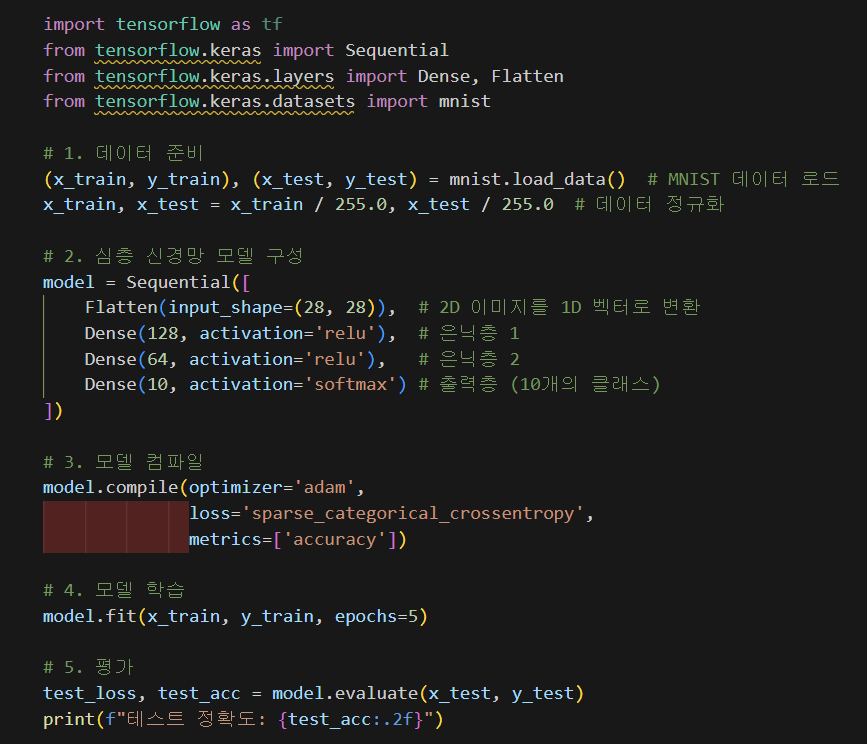 import tensorflow as tf
from tensorflow.keras import Sequential
from tensorflow.keras.layers import Dense, Flatten
from tensorflow.keras.datasets import mnist

# 1. 데이터 준비
(x_train, y_train), (x_test, y_test) = mnist.load_data()  # MNIST 데이터 로드
x_train, x_test = x_train / 255.0, x_test / 255.0  # 데이터 정규화

# 2. 심층 신경망 모델 구성
model = Sequential([
    Flatten(input_shape=(28, 28)),  # 2D 이미지를 1D 벡터로 변환
    Dense(128, activation='relu'),  # 은닉층 1
    Dense(64, activation='relu'),   # 은닉층 2
    Dense(10, activation='softmax') # 출력층 (10개의 클래스)
])

# 3. 모델 컴파일
model.compile(optimizer='adam',
              loss='sparse_categorical_crossentropy',
              metrics=['accuracy'])

# 4. 모델 학습
model.fit(x_train, y_train, epochs=5)

# 5. 평가
test_loss, test_acc = model.evaluate(x_test, y_test)
print(f"테스트 정확도: {test_acc:.2f}")